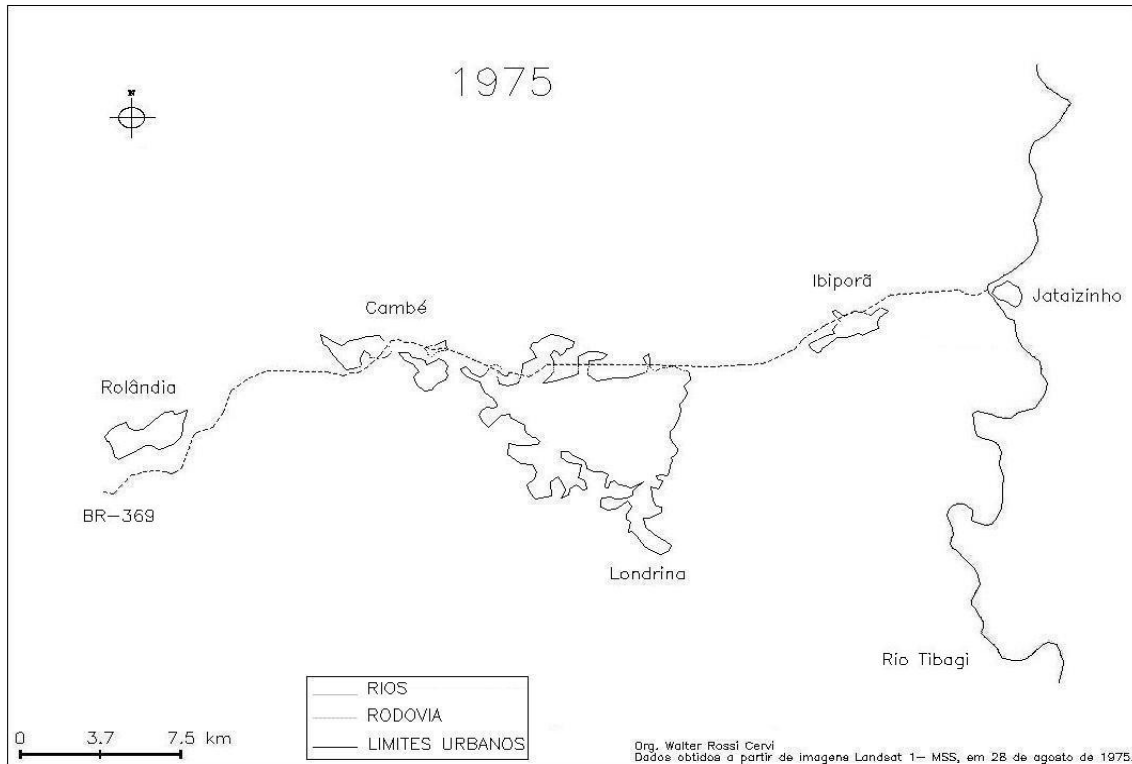 1975
N
Ibiporã
Jataizinho
Cambé
Rolândia
BR-369
Londrina
Rio Tibagi
RIOS
RODOVIA
LIMITES URBANOS
0 3.7 7.5 km
Org. Walter Rossi Cervi
Dados obtidos a partir de imagens Landsat 1- MSS, em 28 de agosto de 1975.